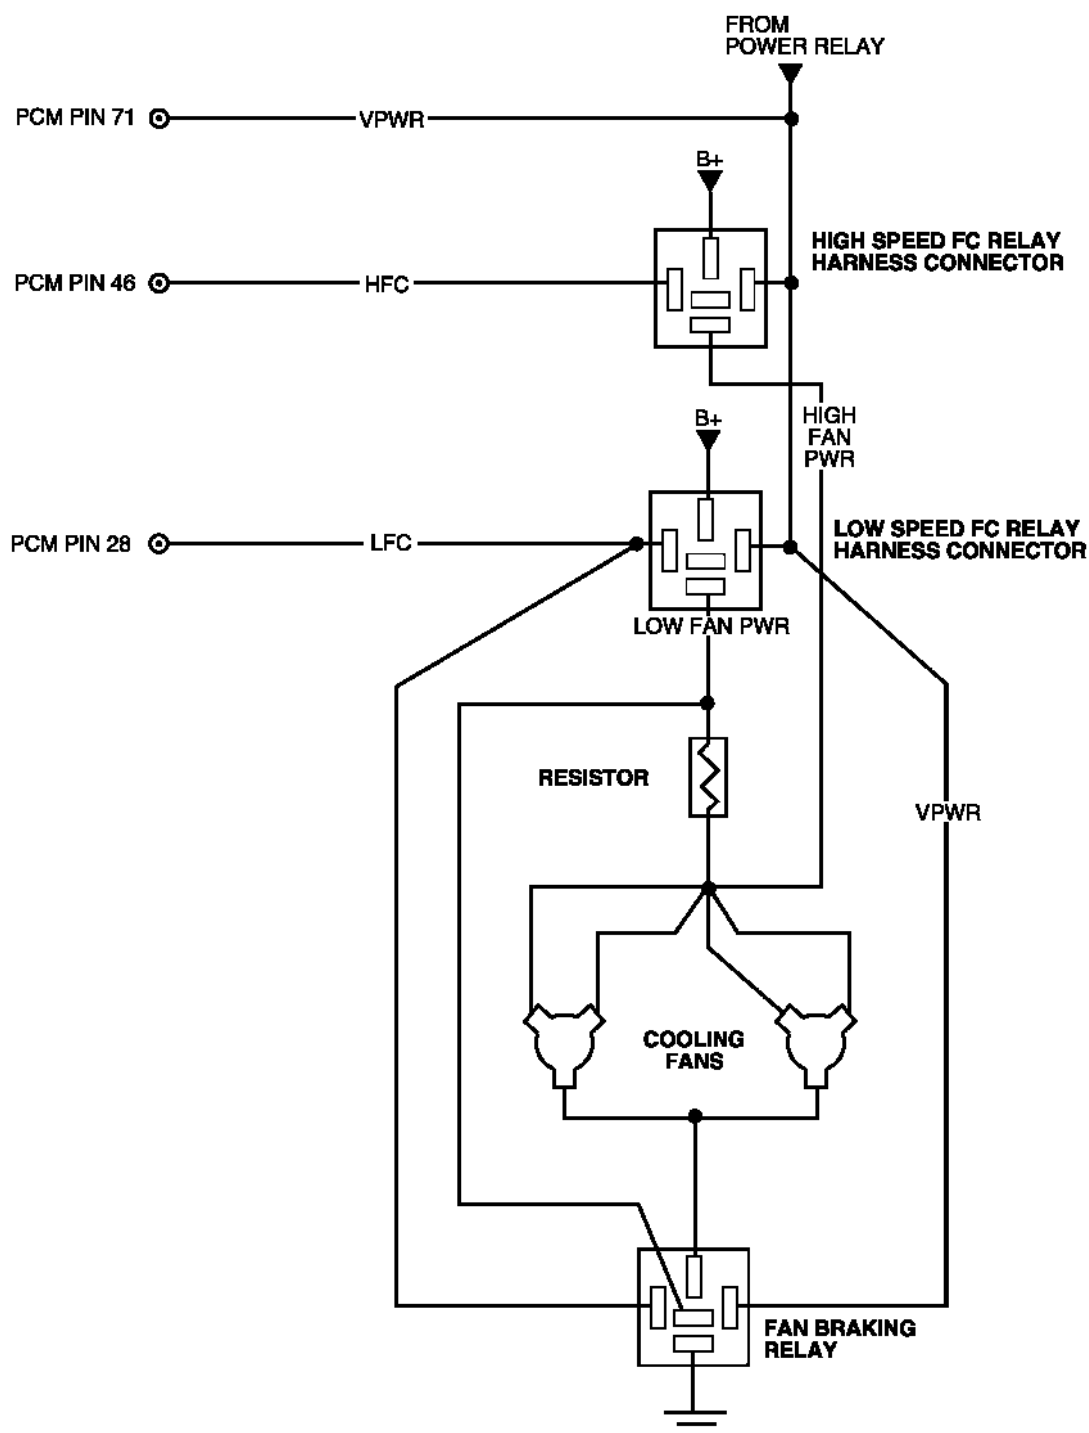 FROM
POWER RELAY
PCM PIN 71
VPWR
B+
HIGH SPEED FC RELAY
HARNESS CONNECTOR
PCM PIN 46
HFC
B+
HIGH
FAN
PWR
PCM PIN 28
LFC
LOW SPEED FC RELAY
HARNESS CONNECTOR
LOW FAN PWR
RESISTOR
VPWR
COOLING
FANS
FAN BRAKING
RELAY